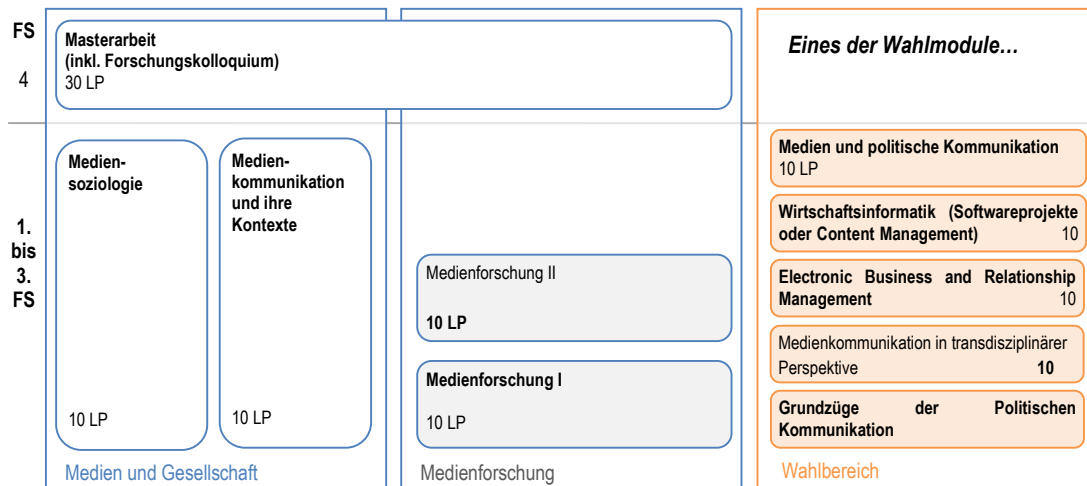 FS
4
Masterarbeit
(inkl. Forschungskolloquium)
30 LP
Eines der Wahlmodule…
1.
bis
3.
FS
Medien-
soziologie
10 LP
Medien-
kommunikation
und ihre
Kontexte
10 LP
Medien und Gesellschaft
Medienforschung II
10 LP
Medienforschung I
10 LP
Medienforschung
Medien und politische Kommunikation
10 LP
Wirtschaftsinformatik (Softwareprojekte
oder Content Management) 10
Electronic Business and Relationship
Management 10
Medienkommunikation in transdisziplinärer
Perspektive 10
Grundzüge der Politischen
Kommunikation
Wahlbereich